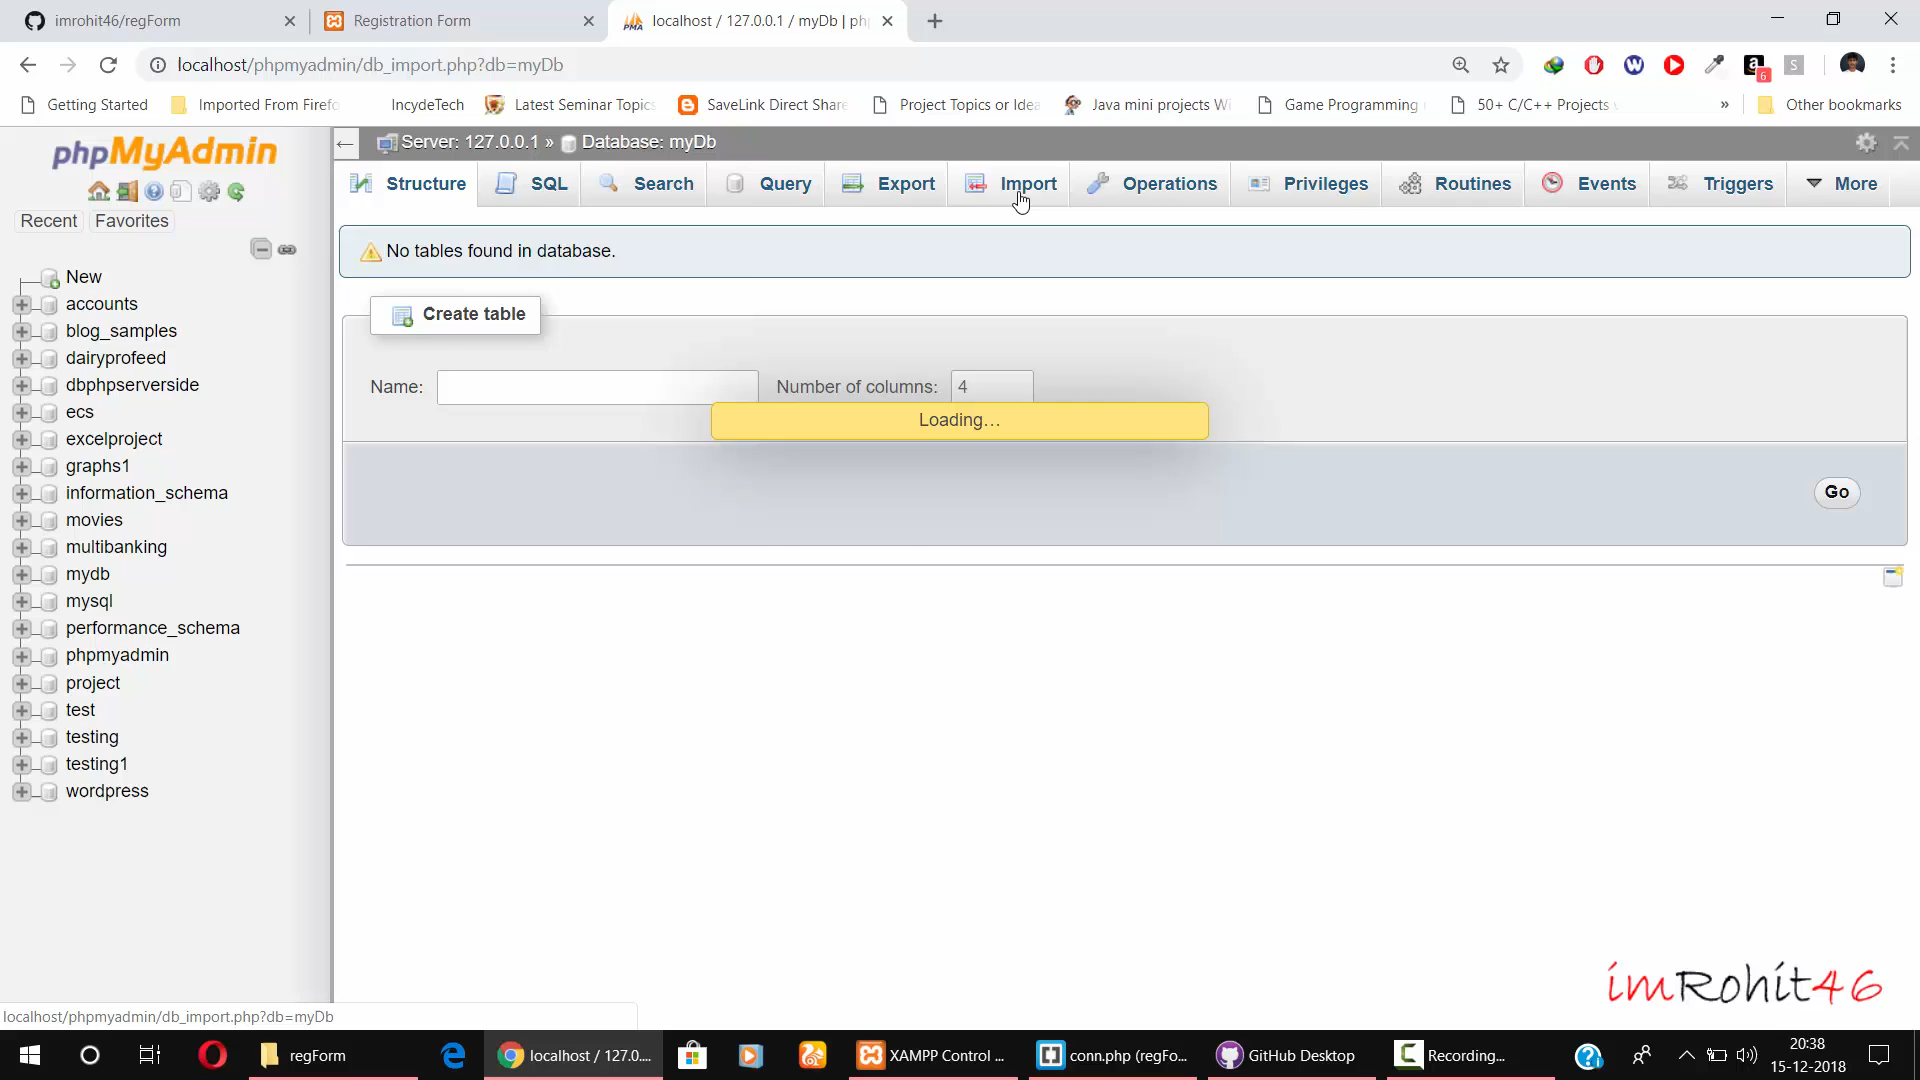 imrohit46/regForm
Registration Form
localhost / 127.0.0.1 / myDb | ph
localhost/phpmyadmin/db_import.php?db=myDb
6
S
Getting Started
Imported From Firefo
IncydeTech
Latest Seminar Topics
SaveLink Direct Share
Project Topics or Idea
Java mini projects Wi
Game Programming
50+ C/C++ Projects
»
Other bookmarks
phpMyAdmin
Recent
Favorites
New
accounts
blog_samples
dairyprofeed
dbphpserverside
ecs
excelproject
graphs1
information_schema
movies
multibanking
mydb
mysql
performance_schema
phpmyadmin
project
test
testing
testing1
wordpress
Server: 127.0.0.1 » Database: myDb
Structure
SQL
Search
Query
Export
Import
Operations
Privileges
Routines
Events
Triggers
More
No tables found in database.
Create table
Name:
Number of columns: 4
Loading…
Go
imRohit46
localhost/phpmyadmin/db_import.php?db=myDb
regForm
localhost / 127.0....
XAMPP Control ...
conn.php (regFo...
GitHub Desktop
Recording...
20:38
15-12-2018